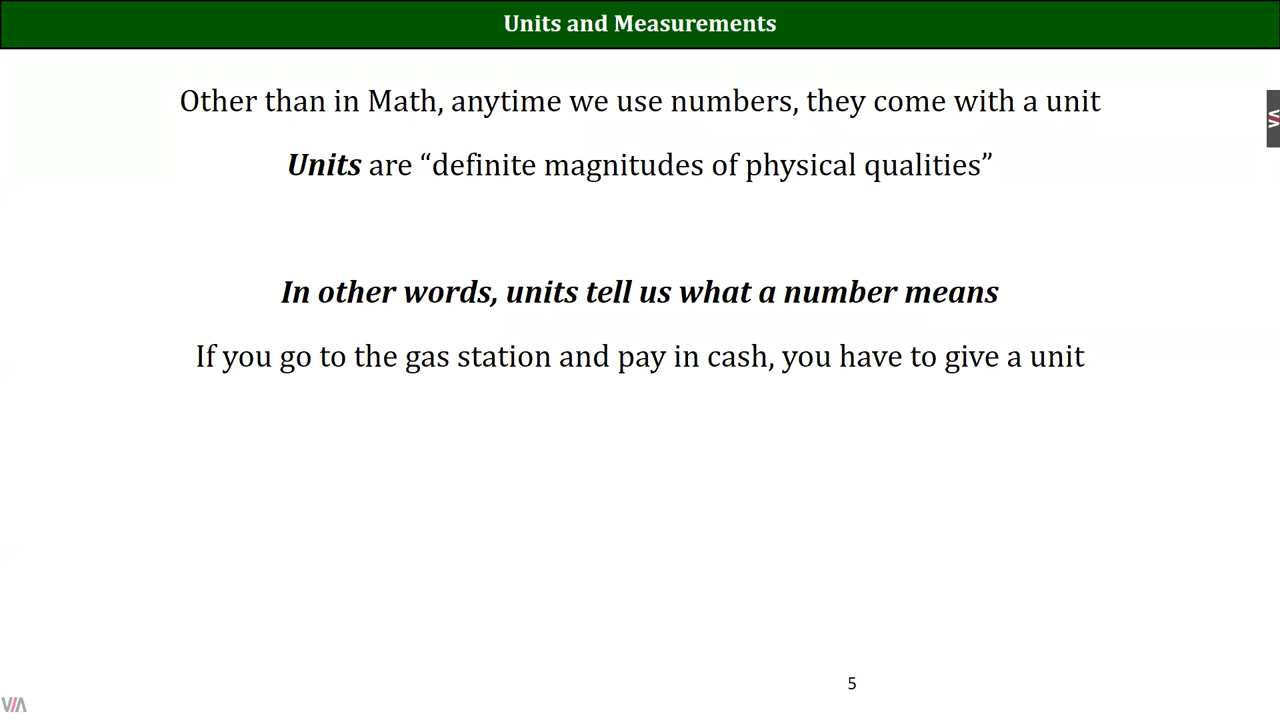 Units and Measurements
Other than in Math, anytime we use numbers, they come with a unit
Units are “definite magnitudes of physical qualities”
In other words, units tell us what a number means
If you go to the gas station and pay in cash, you have to give a unit
5
VIA
VIA